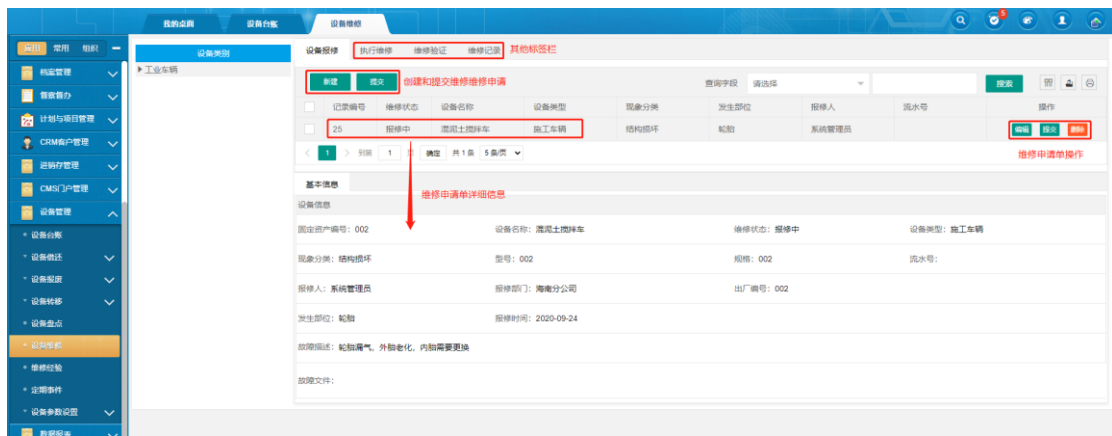 我的桌面 设备台账 设备维修 5
应用 常用 组织
档案管理
督察督办
计划与项目管理
CRM客户管理
进销存管理
CMS门户管理
设备管理
设备台账
设备借还
设备报废
设备转移
设备盘点
设备维修
维修经验
定期事件
设备参数设置
数据报表
设备类别
工业车辆
设备报修 执行维修 维修验证 维修记录 其他标签栏
新建 提交 创建和提交维修维修申请 查询字段 请选择 搜索
记录编号 维修状态 设备名称 设备类型 现象分类 发生部位 报修人 流水号 操作
25 报修中 混泥土搅拌车 施工车辆 结构损坏 轮胎 系统管理员 编辑 提交 删除
1 到第 1 页 确定 共 1 条 5 条/页
维修申请单操作
基本信息
维修申请单详细信息
设备信息
固定资产编号: 002 设备名称: 混泥土搅拌车 维修状态: 报修中 设备类型: 施工车辆
现象分类: 结构损坏 型号: 002 规格: 002 流水号:
报修人: 系统管理员 报修部门: 海南分公司 出厂编号: 002
发生部位: 轮胎 报修时间: 2020-09-24
故障描述: 轮胎漏气，外胎老化，内胎需要更换
故障文件: